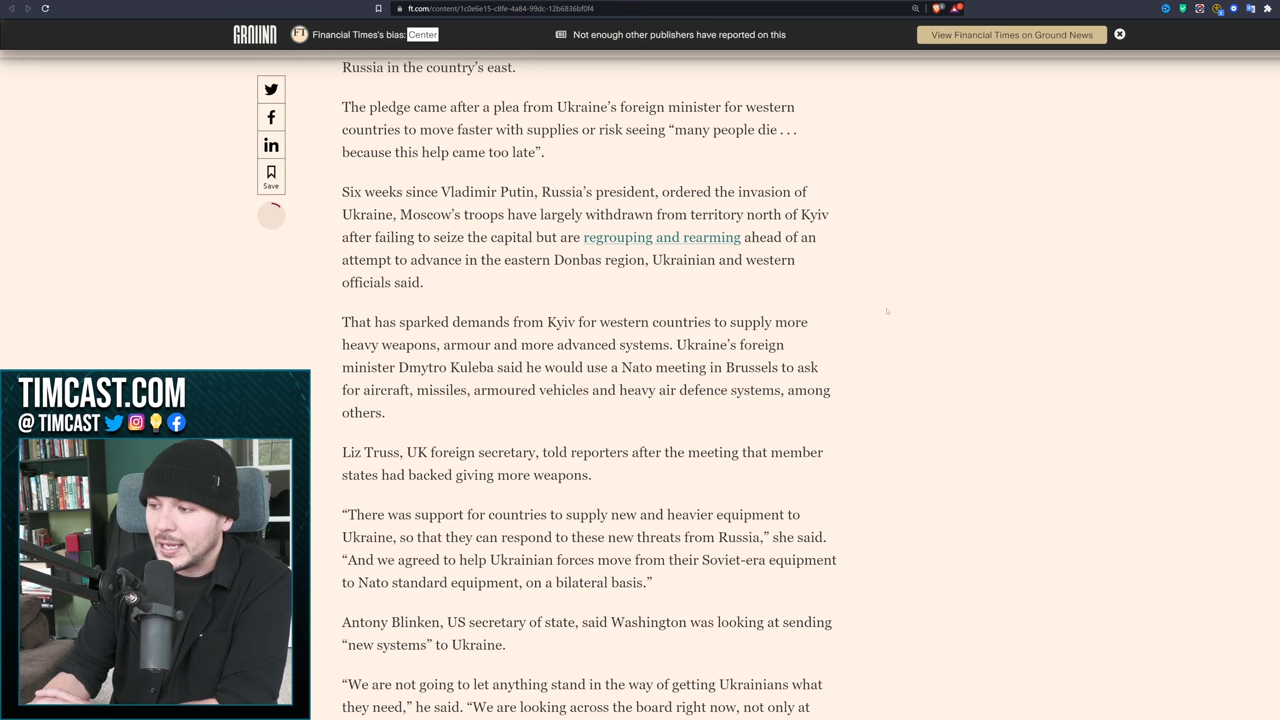 ft.com/content/1c0e6e15-c8fe-4a84-99dc-12b6836bf0f4
GROUND
FT
Financial Times's bias: Center
Not enough other publishers have reported on this
View Financial Times on Ground News
Russia in the country’s east.
The pledge came after a plea from Ukraine’s foreign minister for western
countries to move faster with supplies or risk seeing “many people die . . .
because this help came too late”.
Save
Six weeks since Vladimir Putin, Russia’s president, ordered the invasion of
Ukraine, Moscow’s troops have largely withdrawn from territory north of Kyiv
after failing to seize the capital but are regrouping and rearming ahead of an
attempt to advance in the eastern Donbas region, Ukrainian and western
officials said.
That has sparked demands from Kyiv for western countries to supply more
heavy weapons, armour and more advanced systems. Ukraine’s foreign
minister Dmytro Kuleba said he would use a Nato meeting in Brussels to ask
for aircraft, missiles, armoured vehicles and heavy air defence systems, among
others.
Liz Truss, UK foreign secretary, told reporters after the meeting that member
states had backed giving more weapons.
“There was support for countries to supply new and heavier equipment to
Ukraine, so that they can respond to these new threats from Russia,” she said.
“And we agreed to help Ukrainian forces move from their Soviet-era equipment
to Nato standard equipment, on a bilateral basis.”
Antony Blinken, US secretary of state, said Washington was looking at sending
“new systems” to Ukraine.
“We are not going to let anything stand in the way of getting Ukrainians what
they need,” he said. “We are looking across the board right now, not only at
TIMCAST.COM
@ TIMCAST